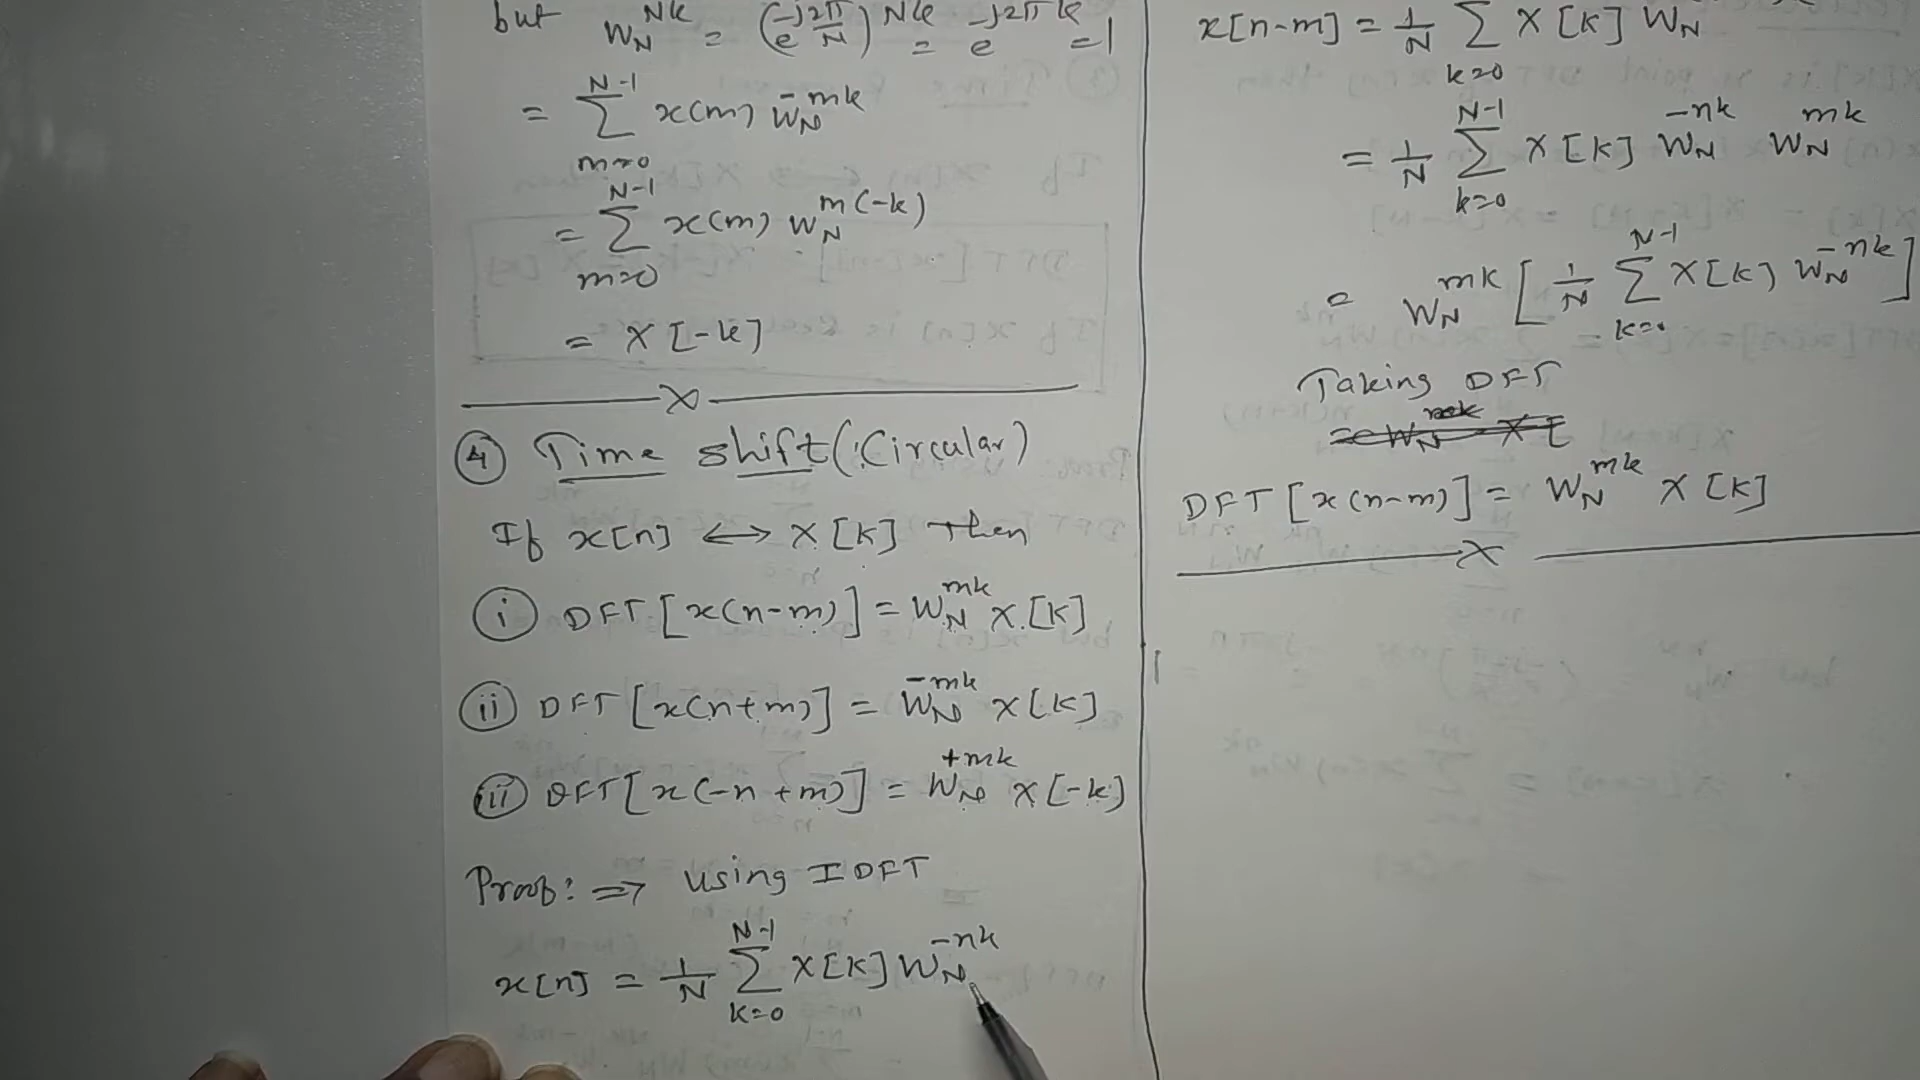 but W_N^{Nk} = (e^{-j2π/N})^{Nk} = e^{-j2πk} = 1
= Σ_{m=0}^{N-1} x(m) W_N^{-mk}
= Σ_{m=0}^{N-1} x(m) W_N^{m(-k)}
= X[-k]
④ Time shift (Circular)
If x[n] ↔ X[k] Then
(i) DFT[x(n-m)] = W_N^{mk} X[k]
(ii) DFT[x(n+m)] = W_N^{-mk} X[k]
(iii) DFT[x(-n+m)] = W_N^{+mk} X[-k]
Proof: ⇒ using IDFT
x[n] = 1/N Σ_{k=0}^{N-1} X[k] W_N^{-nk}
x[n-m] = 1/N Σ_{k=0} X[k] W_N
= 1/N Σ_{k=0}^{N-1} X[k] W_N^{-nk} W_N^{mk}
= W_N^{mk} [1/N Σ_{k=0}^{N-1} X[k] W_N^{-nk}]
Taking DFT
DFT[x(n-m)] = W_N^{mk} X[k]